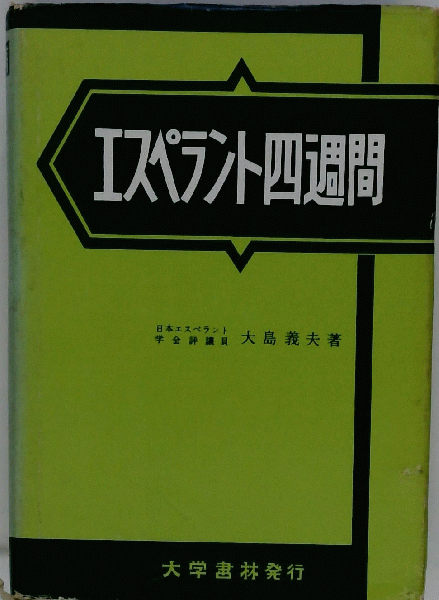 エスペラント四週間
日本エスペラント
学会評議員 大島義夫著
大学書林発行